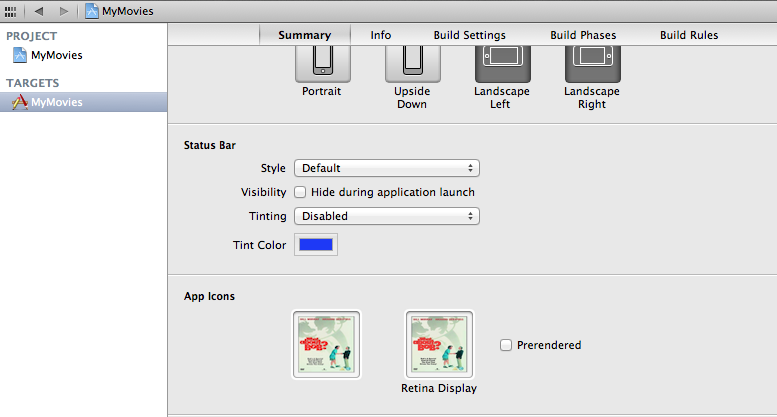 MyMovies
PROJECT
MyMovies
TARGETS
MyMovies
Summary Info Build Settings Build Phases Build Rules
Portrait
Upside Down
Landscape Left
Landscape Right
Status Bar
Style Default
Visibility Hide during application launch
Tinting Disabled
Tint Color
App Icons
Prerendered
Retina Display